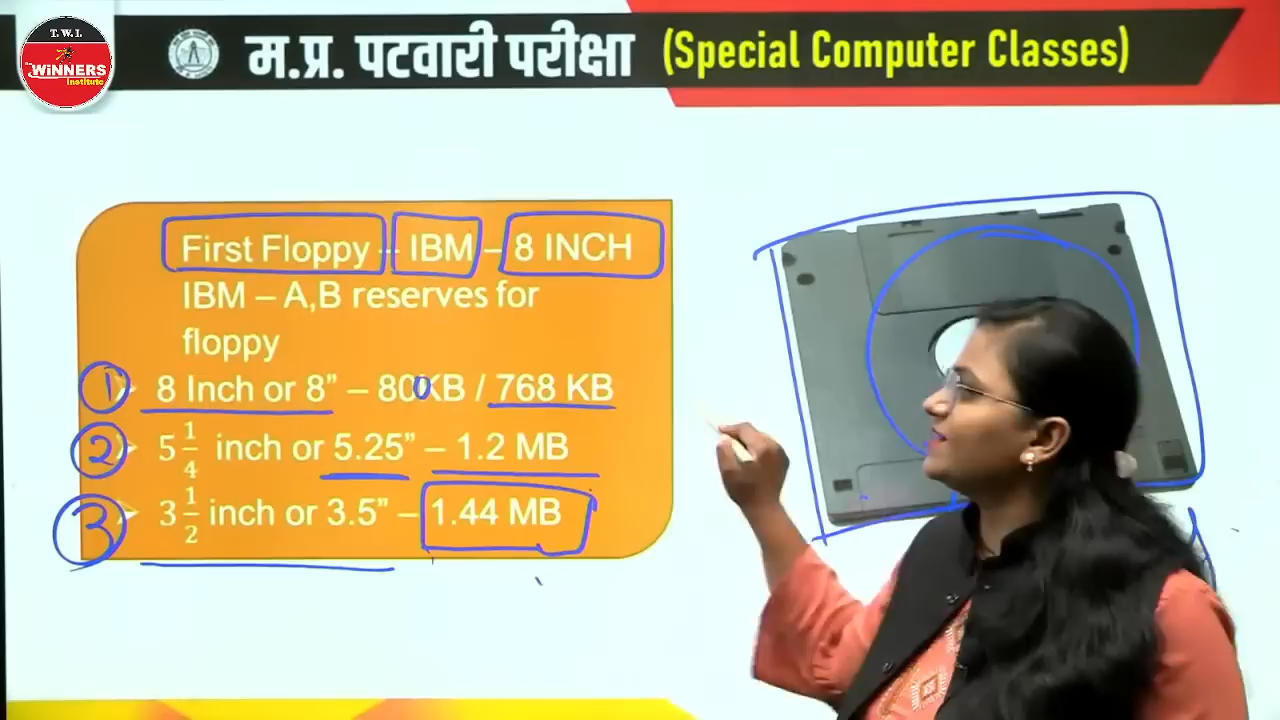 T.W.I.
The WiNNERS
institute
म.प्र. पटवारी परीक्षा (Special Computer Classes)
First Floppy – IBM – 8 INCH
IBM – A,B reserves for
floppy
1 ➤ 8 Inch or 8” – 800KB / 768 KB
2 ➤ 5 1/4 inch or 5.25” – 1.2 MB
3 ➤ 3 1/2 inch or 3.5” – 1.44 MB